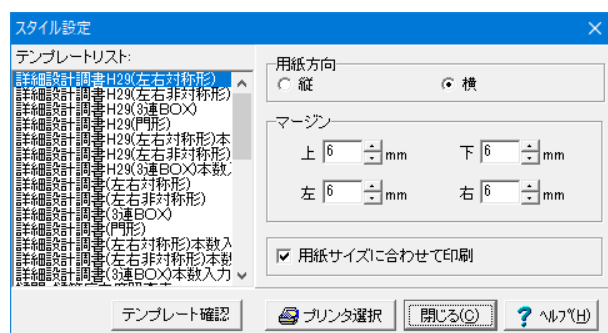 スタイル設定
テンプレートリスト:
詳細設計調書H29(左右対称形)
詳細設計調書H29(左右非対称形)
詳細設計調書H29(3連BOX)
詳細設計調書H29(門形)
詳細設計調書H29(左右対称形)本
詳細設計調書H29(左右非対称形)
詳細設計調書H29(3連BOX)本数
詳細設計調書(左右対称形)
詳細設計調書(左右非対称形)
詳細設計調書(3連BOX)
詳細設計調書(門形)
詳細設計調書(左右対称形)本数入
詳細設計調書(左右非対称形)本数
詳細設計調書(3連BOX)本数入力
テンプレート確認
用紙方向
縦 横
マージン
上 6 mm 下 6 mm
左 6 mm 右 6 mm
用紙サイズに合わせて印刷
プリンタ選択 閉じる(C) ? ヘルプ(H)